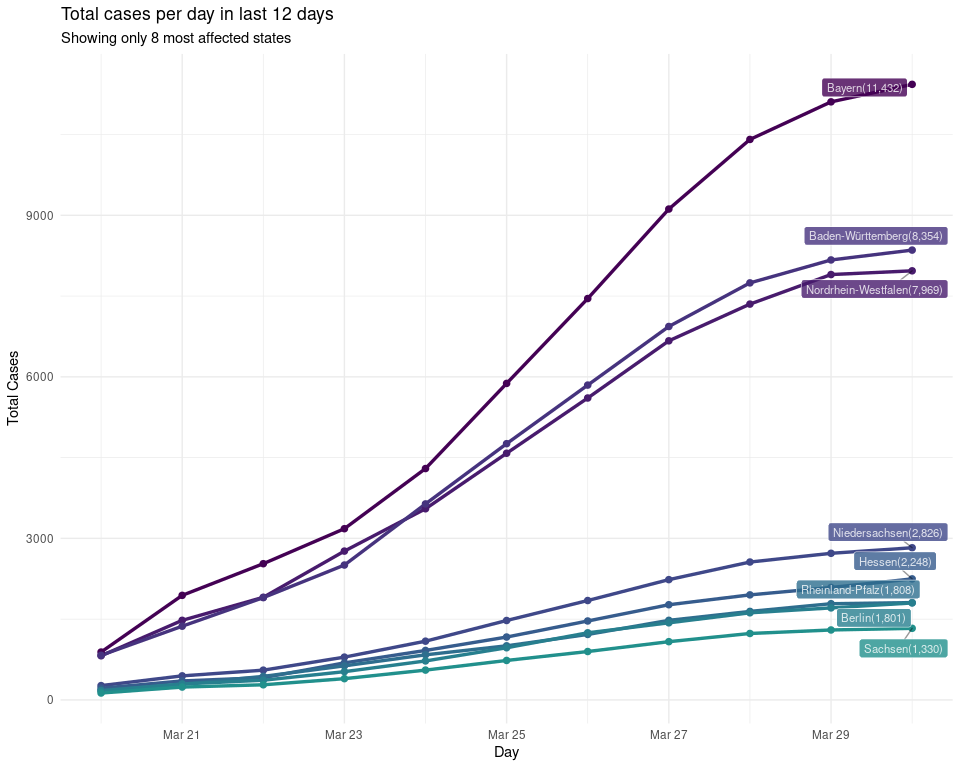 Total cases per day in last 12 days
Showing only 8 most affected states
Bayern(11,432)
9000
Baden-Württemberg(8,354)
Nordrhein-Westfalen(7,969)
6000
Total Cases
3000
Niedersachsen(2,826)
Hessen(2,248)
Rheinland-Pfalz(1,808)
Berlin(1,801)
Sachsen(1,330)
0
Mar 21 Mar 23 Mar 25 Mar 27 Mar 29
Day